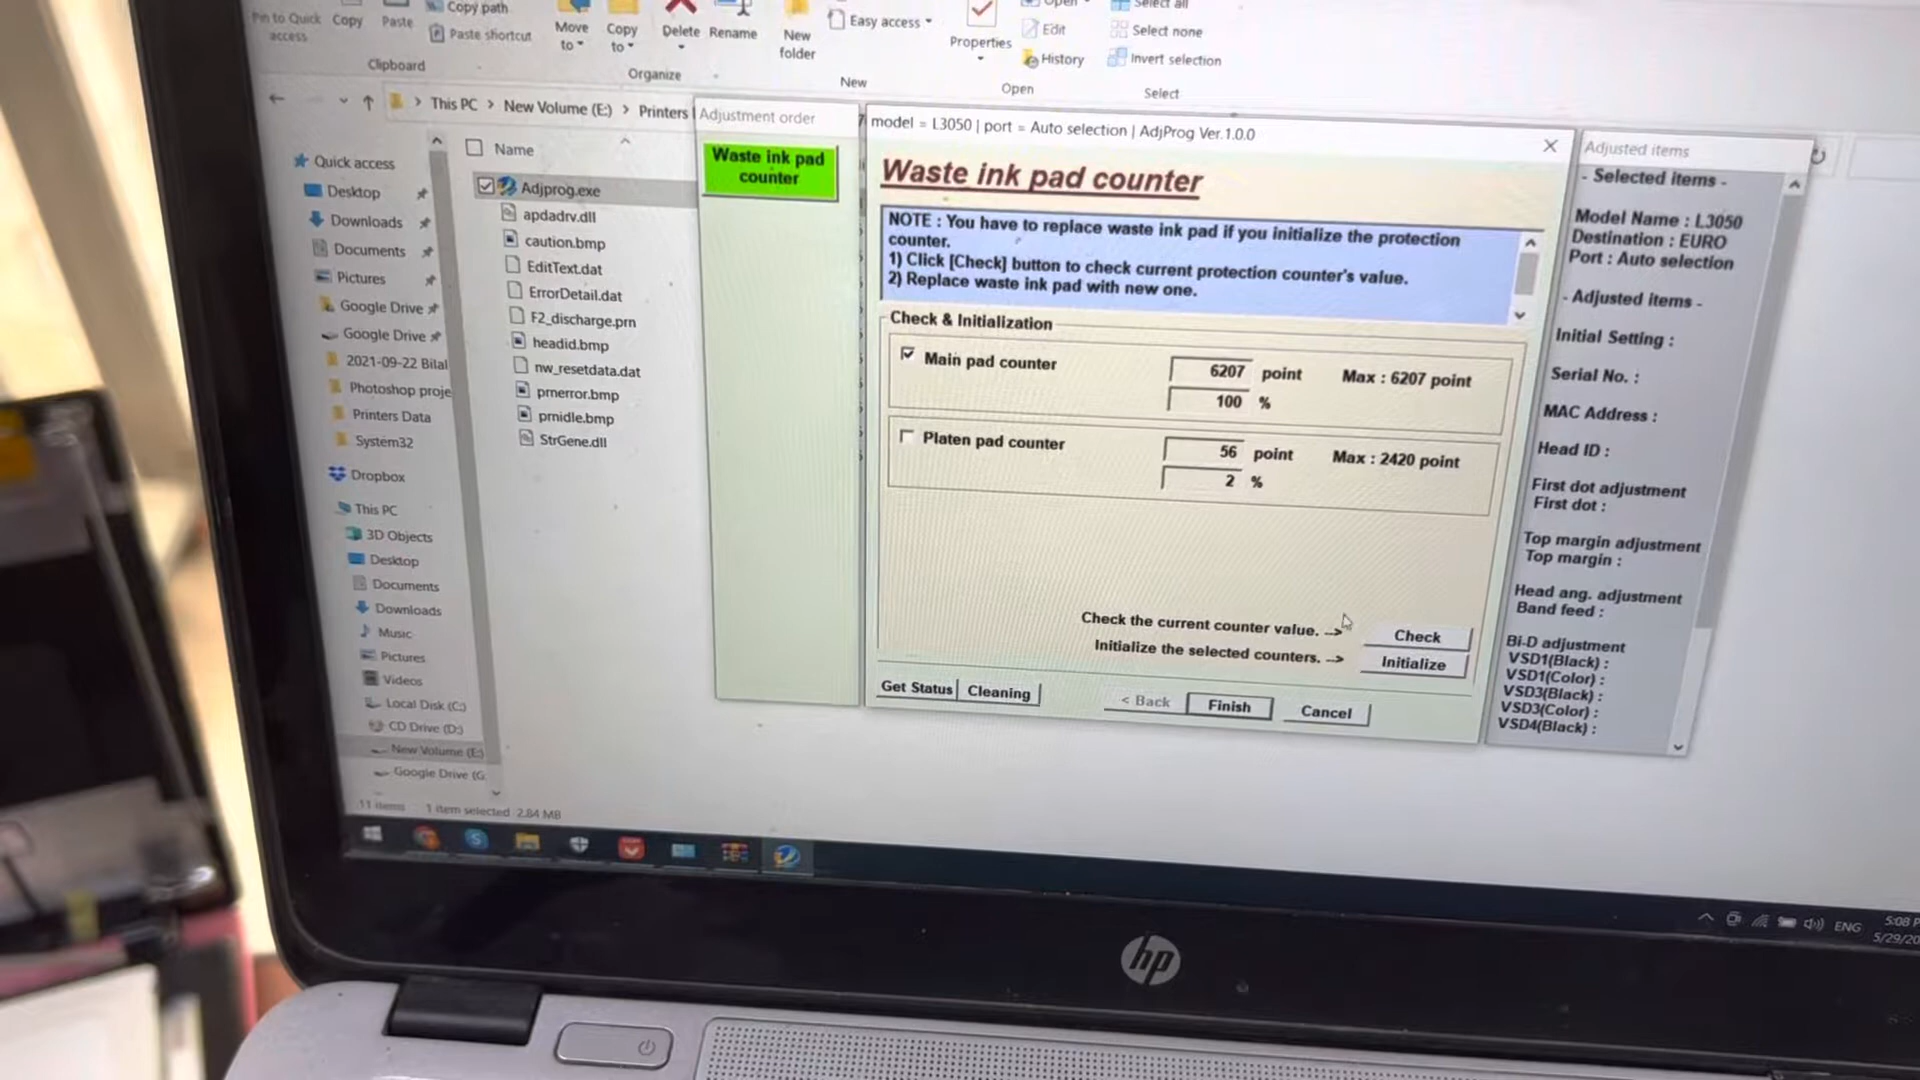 Pin to Quick access
Copy
Paste
Copy path
Paste shortcut
Clipboard
Move to
Copy to
Delete
Rename
Organize
New folder
Easy access
New
Properties
Open
Edit
History
Open
Select all
Select none
Invert selection
Select
This PC > New Volume (E:) > Printers
Quick access
Desktop
Downloads
Documents
Pictures
Google Drive
Google Drive
2021-09-22 Bilal
Photoshop proje
Printers Data
System32
Dropbox
This PC
3D Objects
Desktop
Documents
Downloads
Music
Pictures
Videos
Local Disk (C:)
CD Drive (D:)
New Volume (E:)
Google Drive (G
11 items
1 item selected 2.84 MB
Name
Adjprog.exe
apdadrv.dll
caution.bmp
EditText.dat
ErrorDetail.dat
F2_discharge.prn
headid.bmp
nw_resetdata.dat
prnerror.bmp
prnidle.bmp
StrGene.dll
Adjustment order
Waste ink pad counter
model = L3050 | port = Auto selection | AdjProg Ver.1.0.0
Waste ink pad counter
NOTE : You have to replace waste ink pad if you initialize the protection
counter.
1) Click [Check] button to check current protection counter's value.
2) Replace waste ink pad with new one.
Check & Initialization
Main pad counter
6207 point Max : 6207 point
100 %
Platen pad counter
56 point Max : 2420 point
2 %
Check the current counter value. -->
Check
Initialize the selected counters. -->
Initialize
Get Status
Cleaning
< Back
Finish
Cancel
Adjusted items
- Selected items -
Model Name : L3050
Destination : EURO
Port : Auto selection
- Adjusted items -
Initial Setting :
Serial No. :
MAC Address :
Head ID :
First dot adjustment
First dot :
Top margin adjustment
Top margin :
Head ang. adjustment
Band feed :
Bi-D adjustment
VSD1(Black) :
VSD1(Color) :
VSD3(Black) :
VSD3(Color) :
VSD4(Black) :
ENG
5:08 P
5/29/20
hp